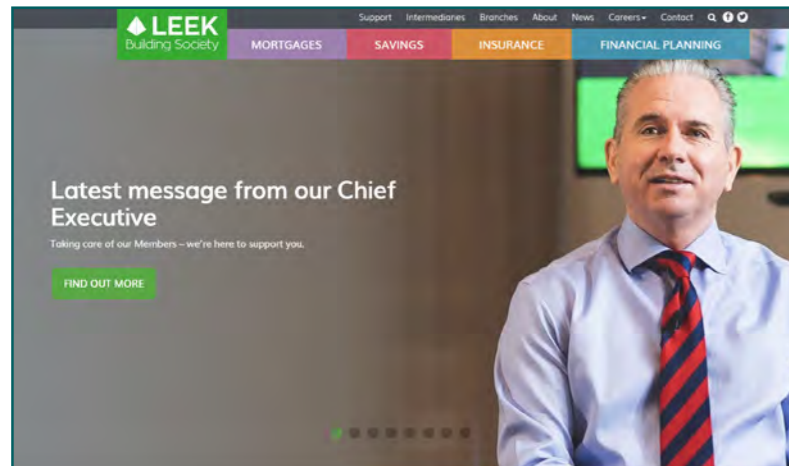 Support Intermediaries Branches About News Careers Contact
LEEK
Building Society
MORTGAGES SAVINGS INSURANCE FINANCIAL PLANNING
Latest message from our Chief
Executive
Taking care of our Members – we're here to support you.
FIND OUT MORE